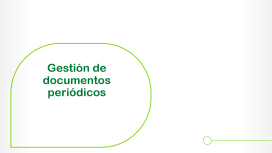 Gestión de
documentos
periódicos